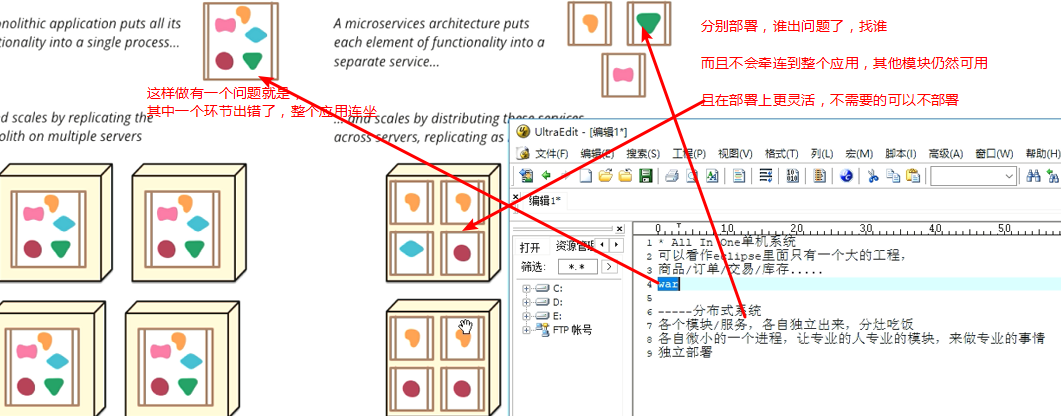 nolithic application puts all its
tionality into a single process...
A microservices architecture puts
each element of functionality into a
separate service...
分别部署，谁出问题了，找谁
而且不会牵连到整个应用，其他模块仍然可用
且在部署上更灵活，不需要的可以不部署
这样做有一个问题就是，
其中一个环节出错了，整个应用连坐
d scales by replicating the
olith on multiple servers
... and scales by distributing these services
across servers, replicating as
UltraEdit - [编辑1*]
文件(F) 编辑(E) 搜索(S) 工程(P) 视图(V) 格式(T) 列(L) 宏(M) 脚本(I) 高级(A) 窗口(W) 帮助(H)
编辑1*
打开 资源管理
筛选: *.*
C:
D:
E:
FTP 帐号
0 10 20 30 40 50
1 * All In One单机系统
2 可以看作eclipse里面只有一个大的工程，
3 商品/订单/交易/库存.....
4 war
5
6 -----分布式系统
7 各个模块/服务，各自独立出来，分灶吃饭
8 各自微小的一个进程，让专业的人专业的模块，来做专业的事情
9 独立部署